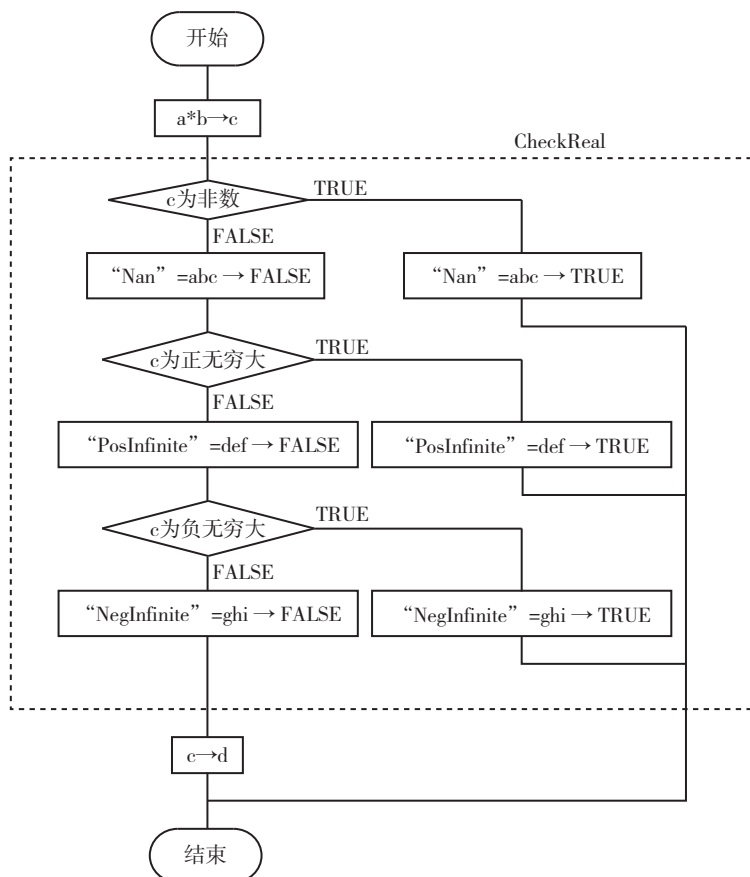 开始
a*b→c
CheckReal
c为非数
TRUE
FALSE
“Nan”=abc → FALSE
“Nan”=abc → TRUE
c为正无穷大
TRUE
FALSE
“PosInfinite”=def → FALSE
“PosInfinite”=def → TRUE
c为负无穷大
TRUE
FALSE
“NegInfinite”=ghi → FALSE
“NegInfinite”=ghi → TRUE
c→d
结束